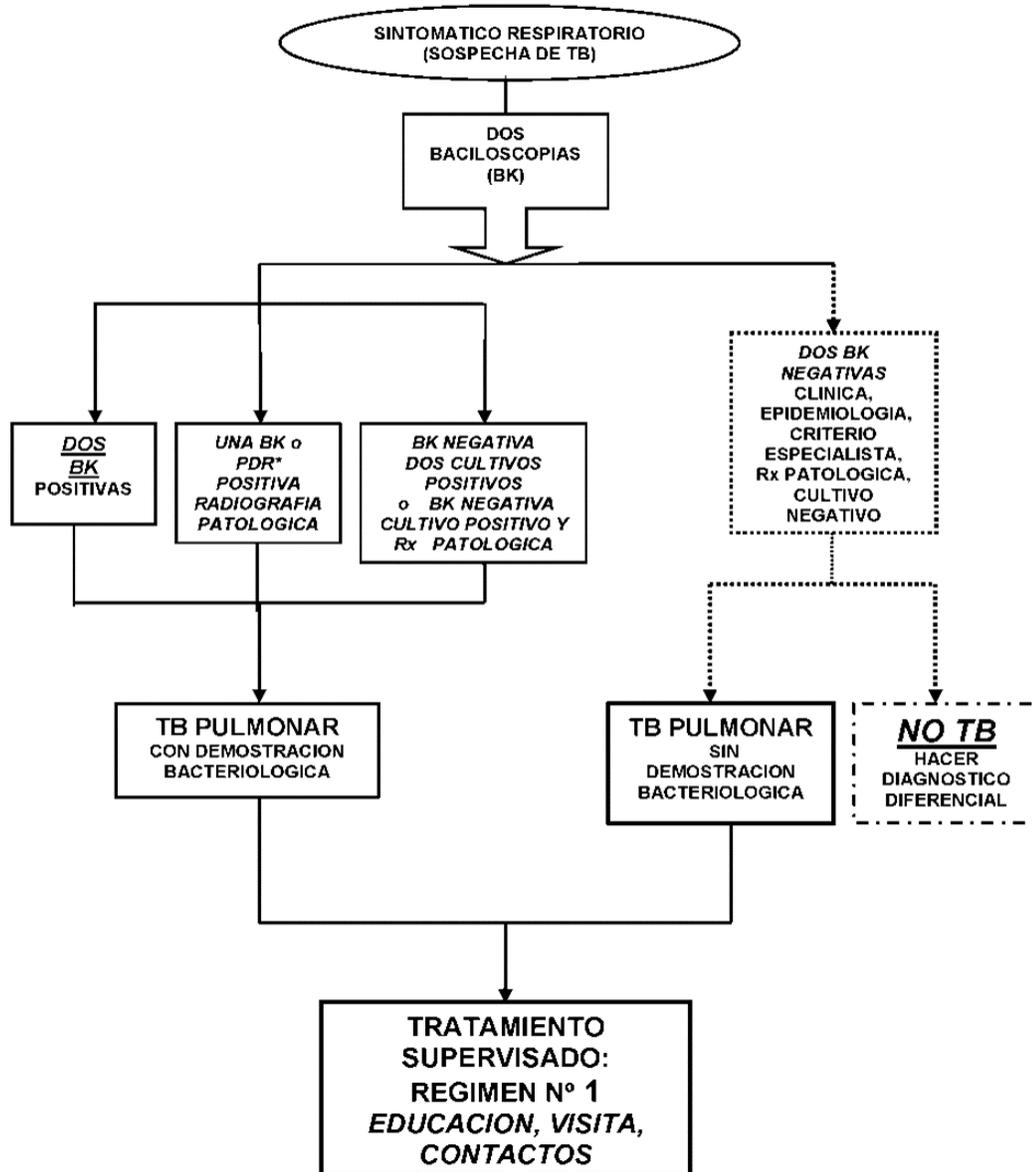 SINTOMATICO RESPIRATORIO
(SOSPECHA DE TB)
DOS
BACILOSCOPIAS
(BK)
DOS
BK
POSITIVAS
UNA BK o
PDR*
POSITIVA
RADIOGRAFIA
PATOLOGICA
BK NEGATIVA
DOS CULTIVOS
POSITIVOS
o BK NEGATIVA
CULTIVO POSITIVO Y
Rx PATOLOGICA
DOS BK
NEGATIVAS
CLINICA,
EPIDEMIOLOGIA,
CRITERIO
ESPECIALISTA,
Rx PATOLOGICA,
CULTIVO
NEGATIVO
TB PULMONAR
CON DEMOSTRACION
BACTERIOLOGICA
TB PULMONAR
SIN
DEMOSTRACION
BACTERIOLOGICA
NO TB
HACER
DIAGNOSTICO
DIFERENCIAL
TRATAMIENTO
SUPERVISADO:
REGIMEN Nº 1
EDUCACION, VISITA,
CONTACTOS